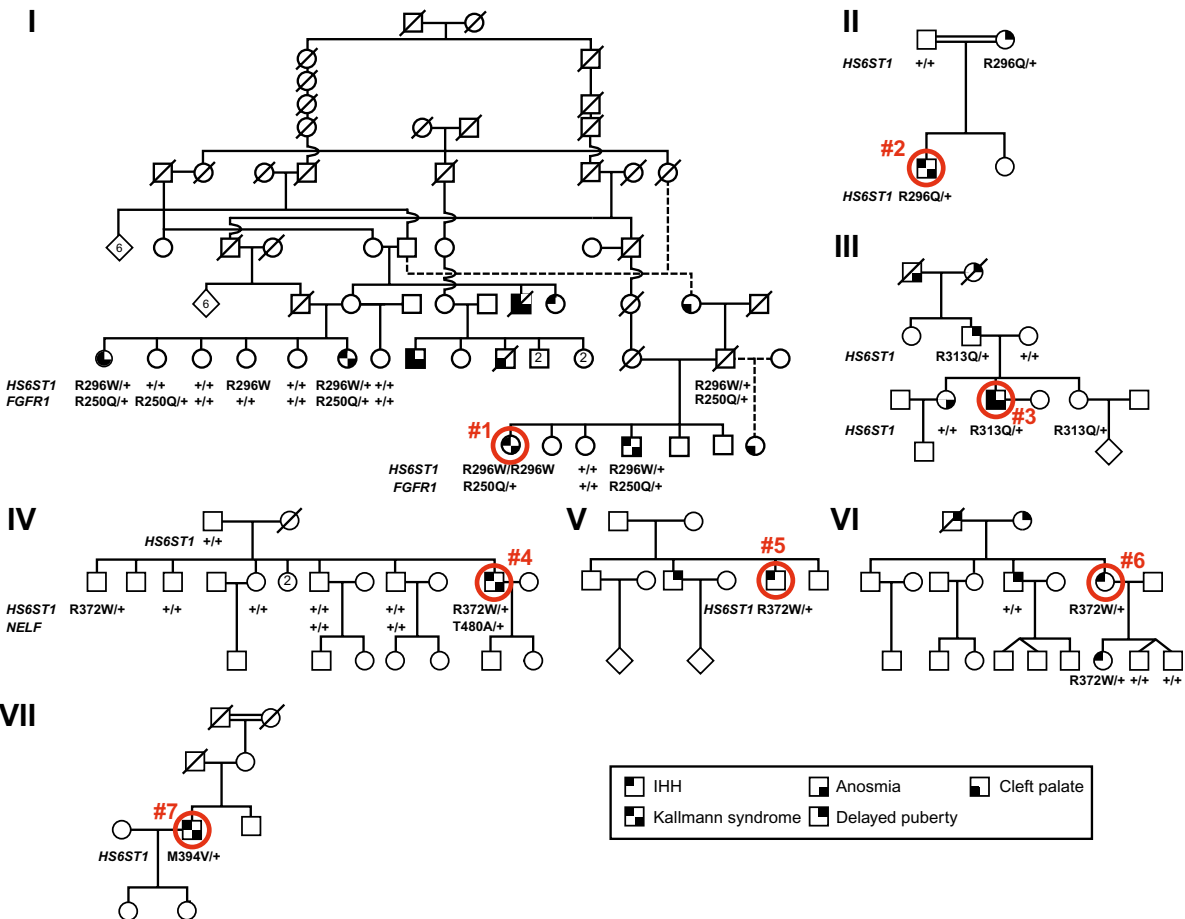 I
II
HS6ST1 +/+ R296Q/+
#2
HS6ST1 R296Q/+
6
6
2
2
HS6ST1 R296W/+ +/+ +/+ R296W +/+ R296W/+ +/+
FGFR1 R250Q/+ R250Q/+ +/+ +/+ +/+ R250Q/+ +/+
R296W/+
R250Q/+
#1
HS6ST1 R296W/R296W +/+ R296W/+
FGFR1 R250Q/+ +/+ R250Q/+
III
HS6ST1 R313Q/+ +/+
#3
HS6ST1 +/+ R313Q/+ R313Q/+
IV
HS6ST1 +/+
2
#4
HS6ST1 R372W/+ +/+ +/+ +/+ +/+ R372W/+
NELF +/+ +/+ T480A/+
V
#5
HS6ST1 R372W/+
VI
#6
+/+ R372W/+
R372W/+ +/+ +/+
VII
#7
HS6ST1 M394V/+
IHH Anosmia Cleft palate
Kallmann syndrome Delayed puberty